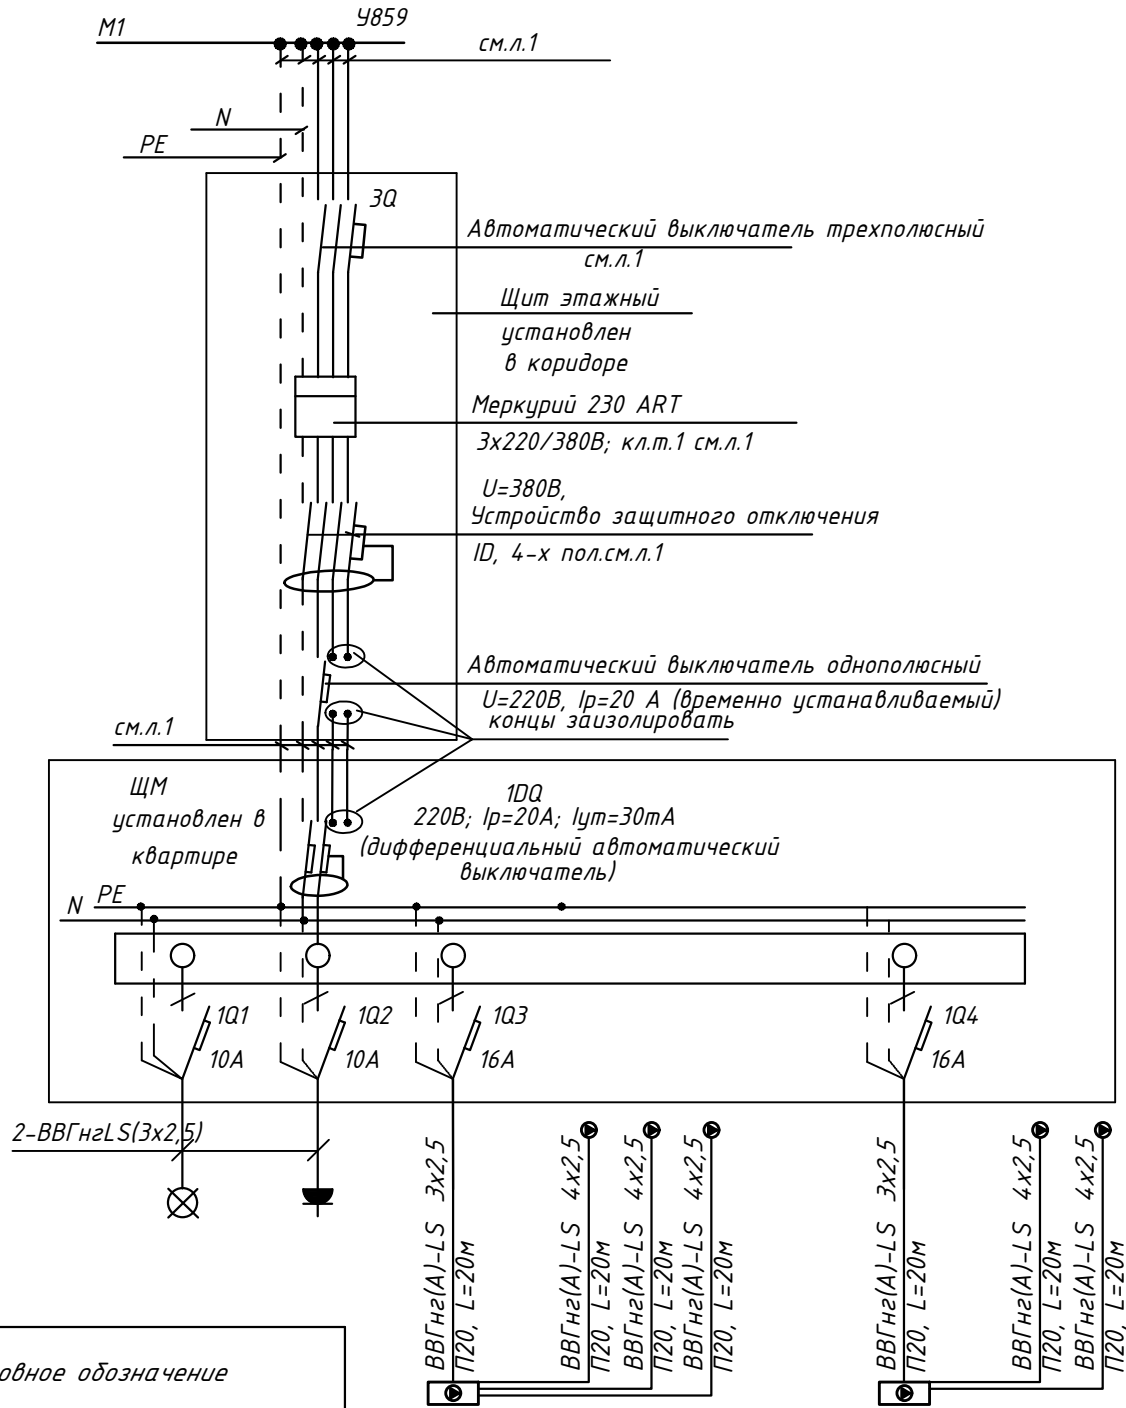 М1
У859
см.л.1
N
PE
3Q
Автоматический выключатель трехполюсный
см.л.1
Щит этажный
установлен
в коридоре
Меркурий 230 ART
3х220/380В; кл.т.1 см.л.1
U=380В,
Устройство защитного отключения
ID, 4-х пол.см.л.1
Автоматический выключатель однополюсный
U=220В, Iр=20 А (временно устанавливаемый)
концы заизолировать
см.л.1
ЩМ
установлен в
квартире
1DQ
220В; Iр=20А; Iут=30mA
(дифференциальный автоматический
выключатель)
PE
N
1Q1
10А
1Q2
10А
1Q3
16А
1Q4
16А
2-ВВГнгLS(3х2,5)
ВВГнг(А)-LS 3х2,5
П20, L=20м
ВВГнг(А)-LS 4х2,5
П20, L=20м
ВВГнг(А)-LS 4х2,5
П20, L=20м
ВВГнг(А)-LS 4х2,5
П20, L=20м
ВВГнг(А)-LS 3х2,5
П20, L=20м
ВВГнг(А)-LS 4х2,5
П20, L=20м
ВВГнг(А)-LS 4х2,5
П20, L=20м
овное обозначение